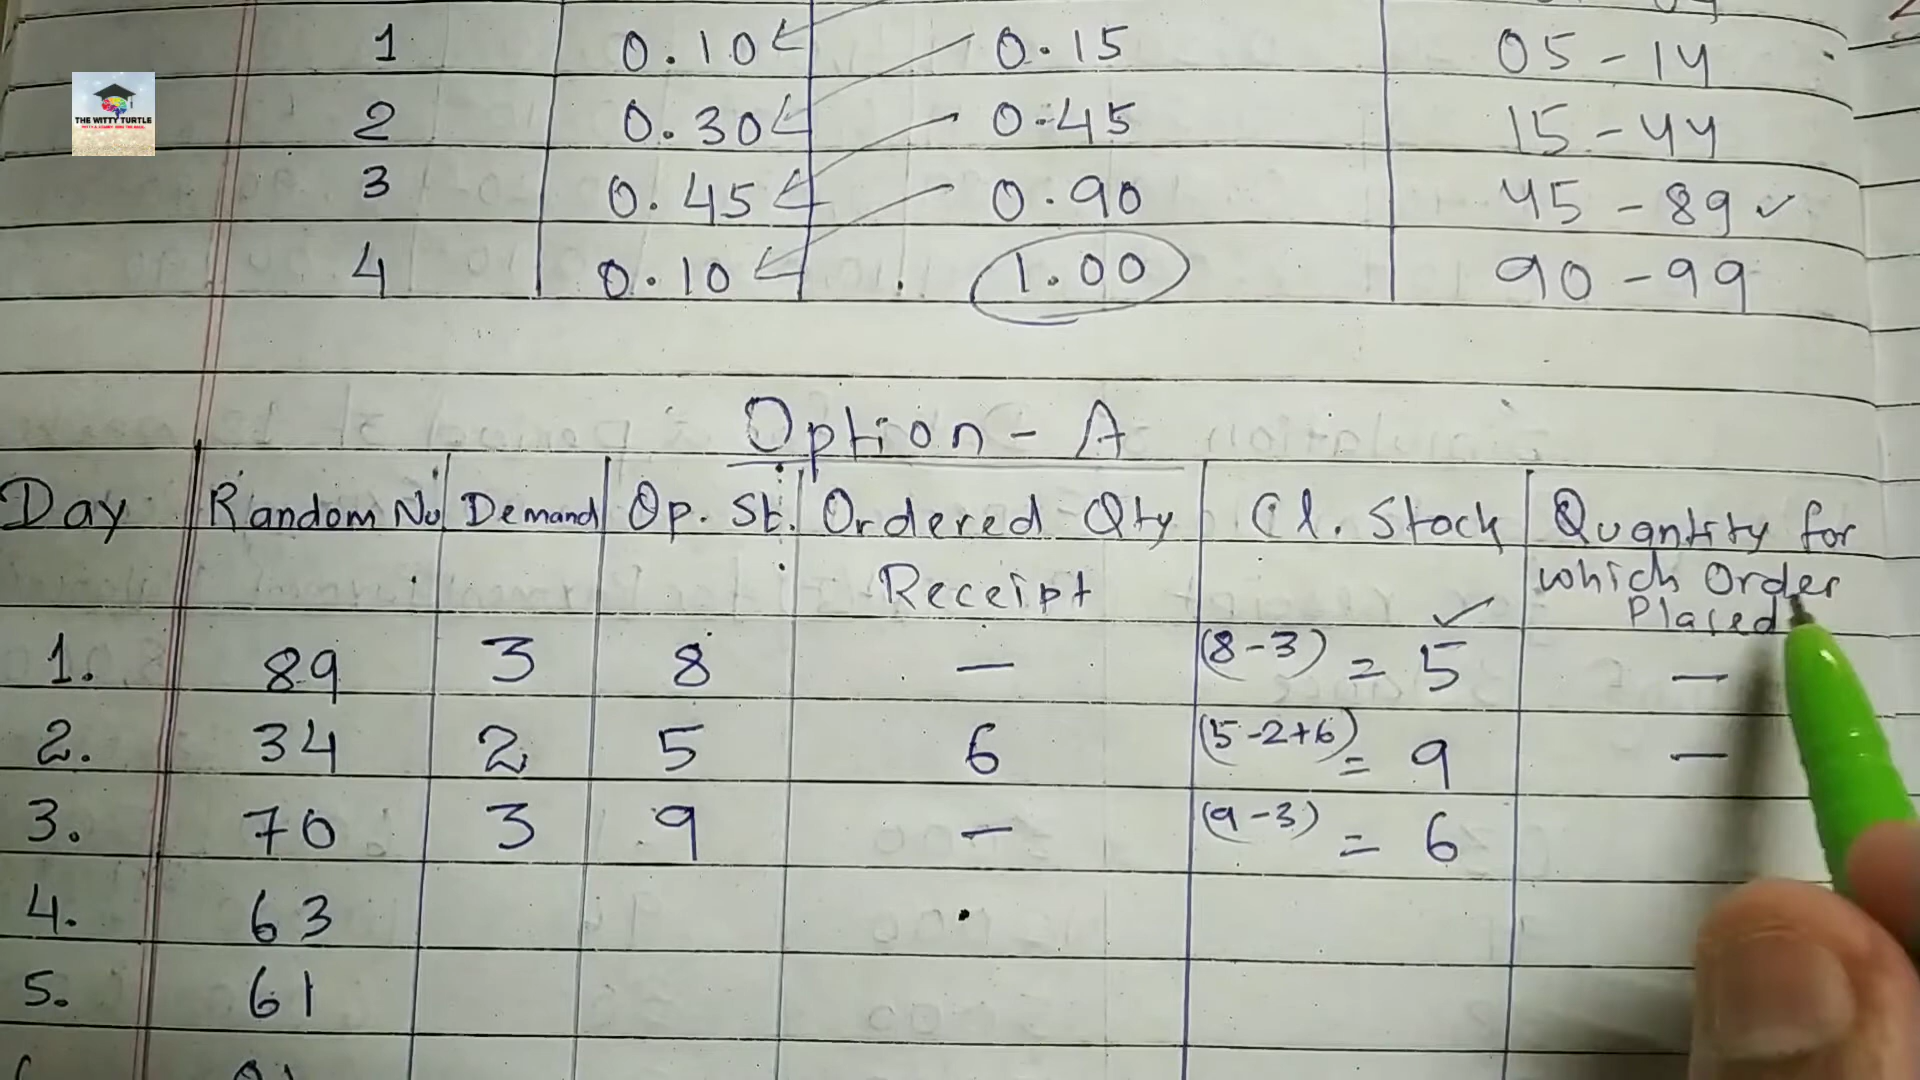 1 0.10 0.15 05-14
2 0.30 0.45 15-44
3 0.45 0.90 45-89 ✓
4 0.10 1.00 90-99
THE WITTY TURTLE
Option-A
Day Random No Demand Op. St. Ordered Qty Cl. Stock Quantity for
Receipt which Order
Placed
1. 89 3 8 — (8-3) = 5 —
2. 34 2 5 6 (5-2+6) = 9 —
3. 70 3 9 — (9-3) = 6
4. 63
5. 61